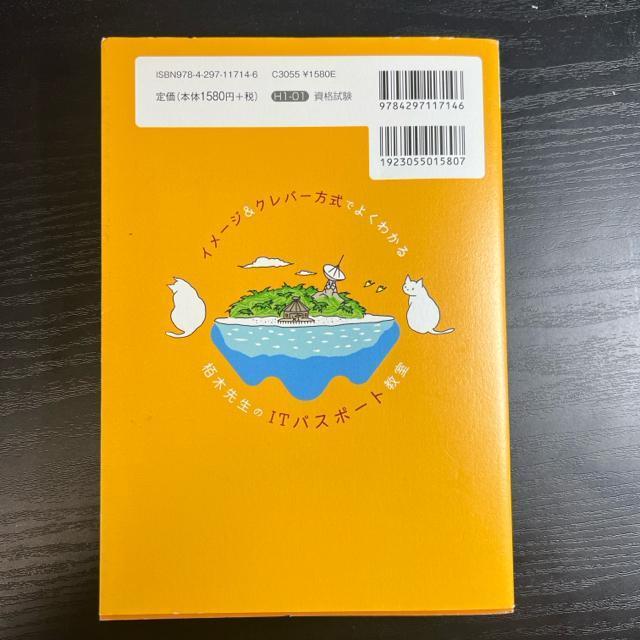 ISBN978-4-297-11714-6 C3055 ¥1580E
定価(本体1580円+税) H1-01 資格試験
9784297117146
1923055015807
イメージ&クレバー方式でよくわかる
栢木先生のITパスポート教室